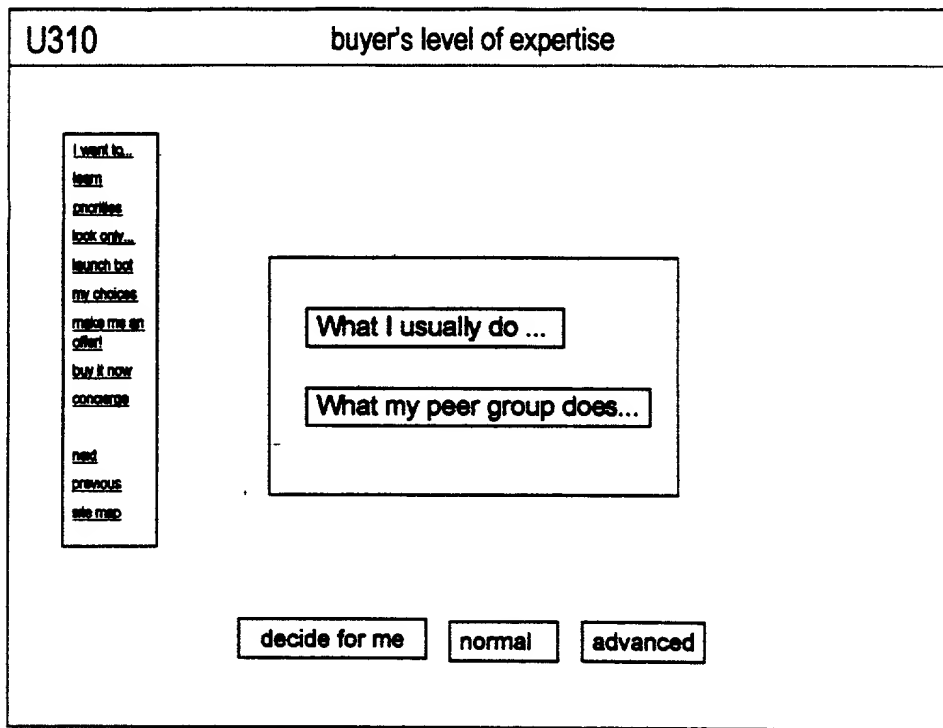 U310
buyer's level of expertise
I want to...
learn
priorities
look only...
launch bot
my choices
make me an
offer!
buy it now
concierge
next
previous
site map
What I usually do ...
What my peer group does...
decide for me
normal
advanced